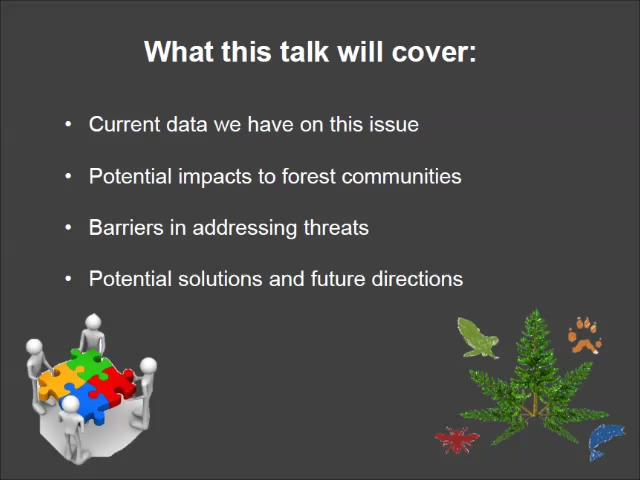 What this talk will cover:
• Current data we have on this issue
• Potential impacts to forest communities
• Barriers in addressing threats
• Potential solutions and future directions